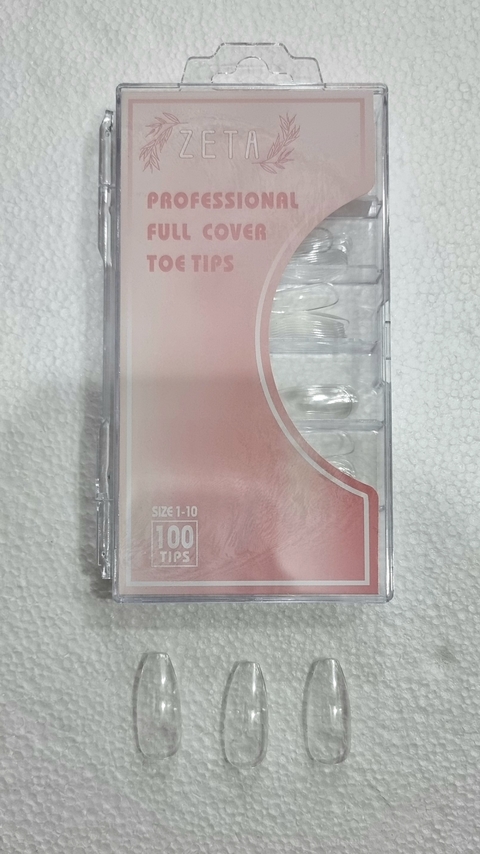 ZETA
PROFESSIONAL
FULL COVER
TOE TIPS
SIZE 1-10
100
TIPS